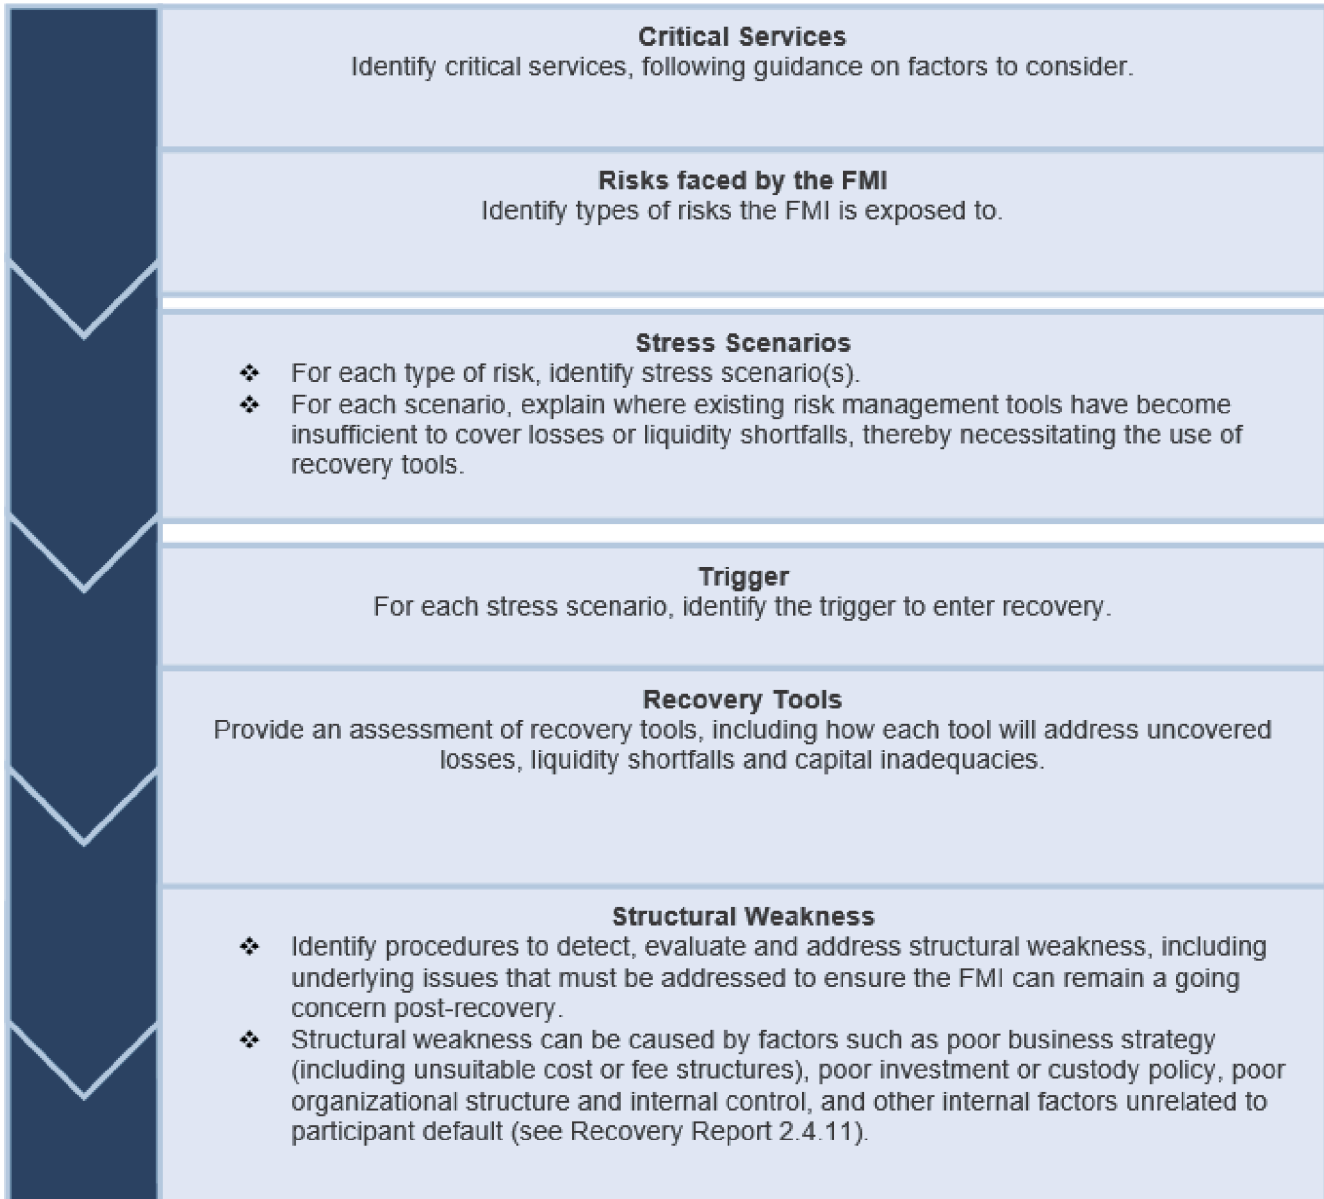 Critical Services
Identify critical services, following guidance on factors to consider.
Risks faced by the FMI
Identify types of risks the FMI is exposed to.
Stress Scenarios
❖ For each type of risk, identify stress scenario(s).
❖ For each scenario, explain where existing risk management tools have become
insufficient to cover losses or liquidity shortfalls, thereby necessitating the use of
recovery tools.
Trigger
For each stress scenario, identify the trigger to enter recovery.
Recovery Tools
Provide an assessment of recovery tools, including how each tool will address uncovered
losses, liquidity shortfalls and capital inadequacies.
Structural Weakness
❖ Identify procedures to detect, evaluate and address structural weakness, including
underlying issues that must be addressed to ensure the FMI can remain a going
concern post-recovery.
❖ Structural weakness can be caused by factors such as poor business strategy
(including unsuitable cost or fee structures), poor investment or custody policy, poor
organizational structure and internal control, and other internal factors unrelated to
participant default (see Recovery Report 2.4.11).